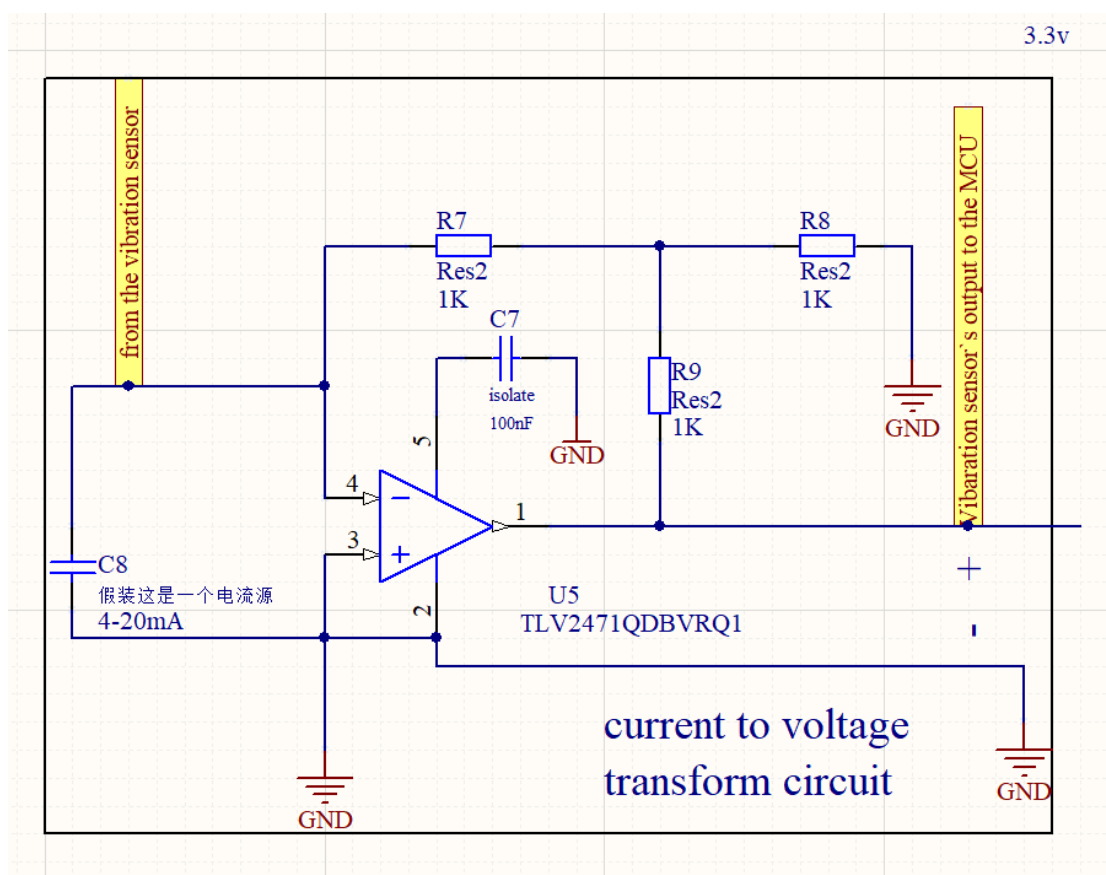 3.3v
from the vibration sensor
Vibaration sensor`s output to the MCU
R7
Res2
1K
R8
Res2
1K
C7
isolate
100nF
GND
R9
Res2
1K
GND
5
4
3
1
2
C8
假装这是一个电流源
4-20mA
U5
TLV2471QDBVRQ1
+
-
current to voltage
transform circuit
GND
GND